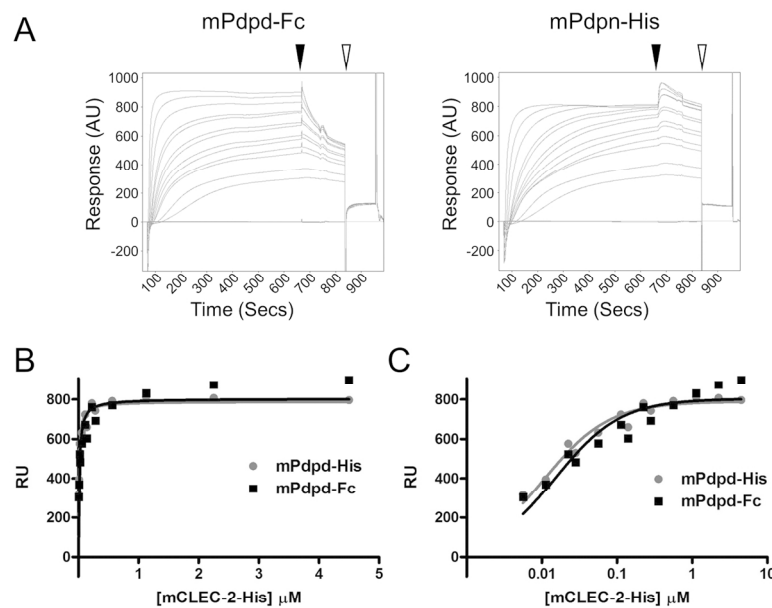 A
mPdpd-Fc
mPdpn-His
1000
800
600
400
200
0
-200
Response (AU)
100 200 300 400 500 600 700 800 900
Time (Secs)
1000
800
600
400
200
0
-200
Response (AU)
100 200 300 400 500 600 700 800 900
Time (Secs)
B
800
600
400
200
0
RU
mPdpd-His
mPdpd-Fc
0 1 2 3 4 5
[mCLEC-2-His] μM
C
800
600
400
200
0
RU
mPdpd-His
mPdpd-Fc
0.01 0.1 1 10
[mCLEC-2-His] μM